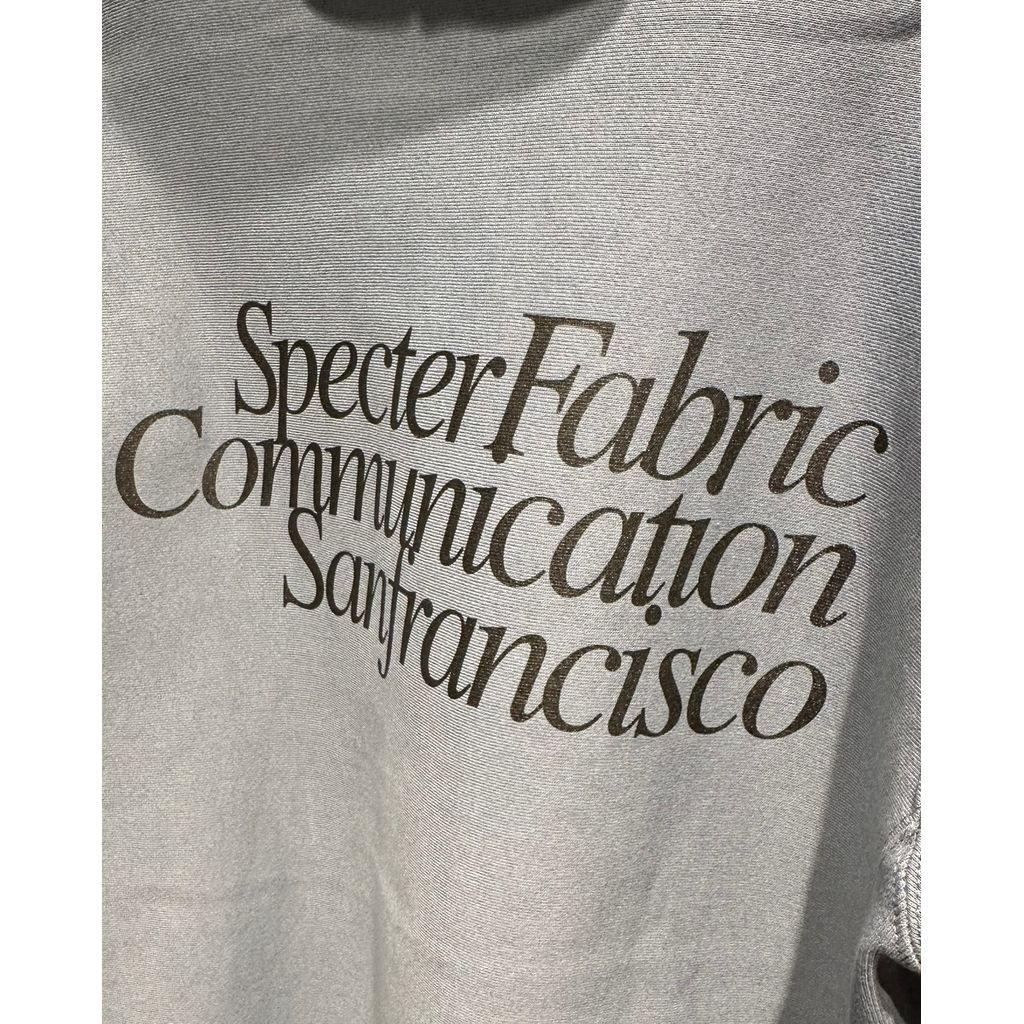 Specter Fabric
Communication
Sanfrancisco